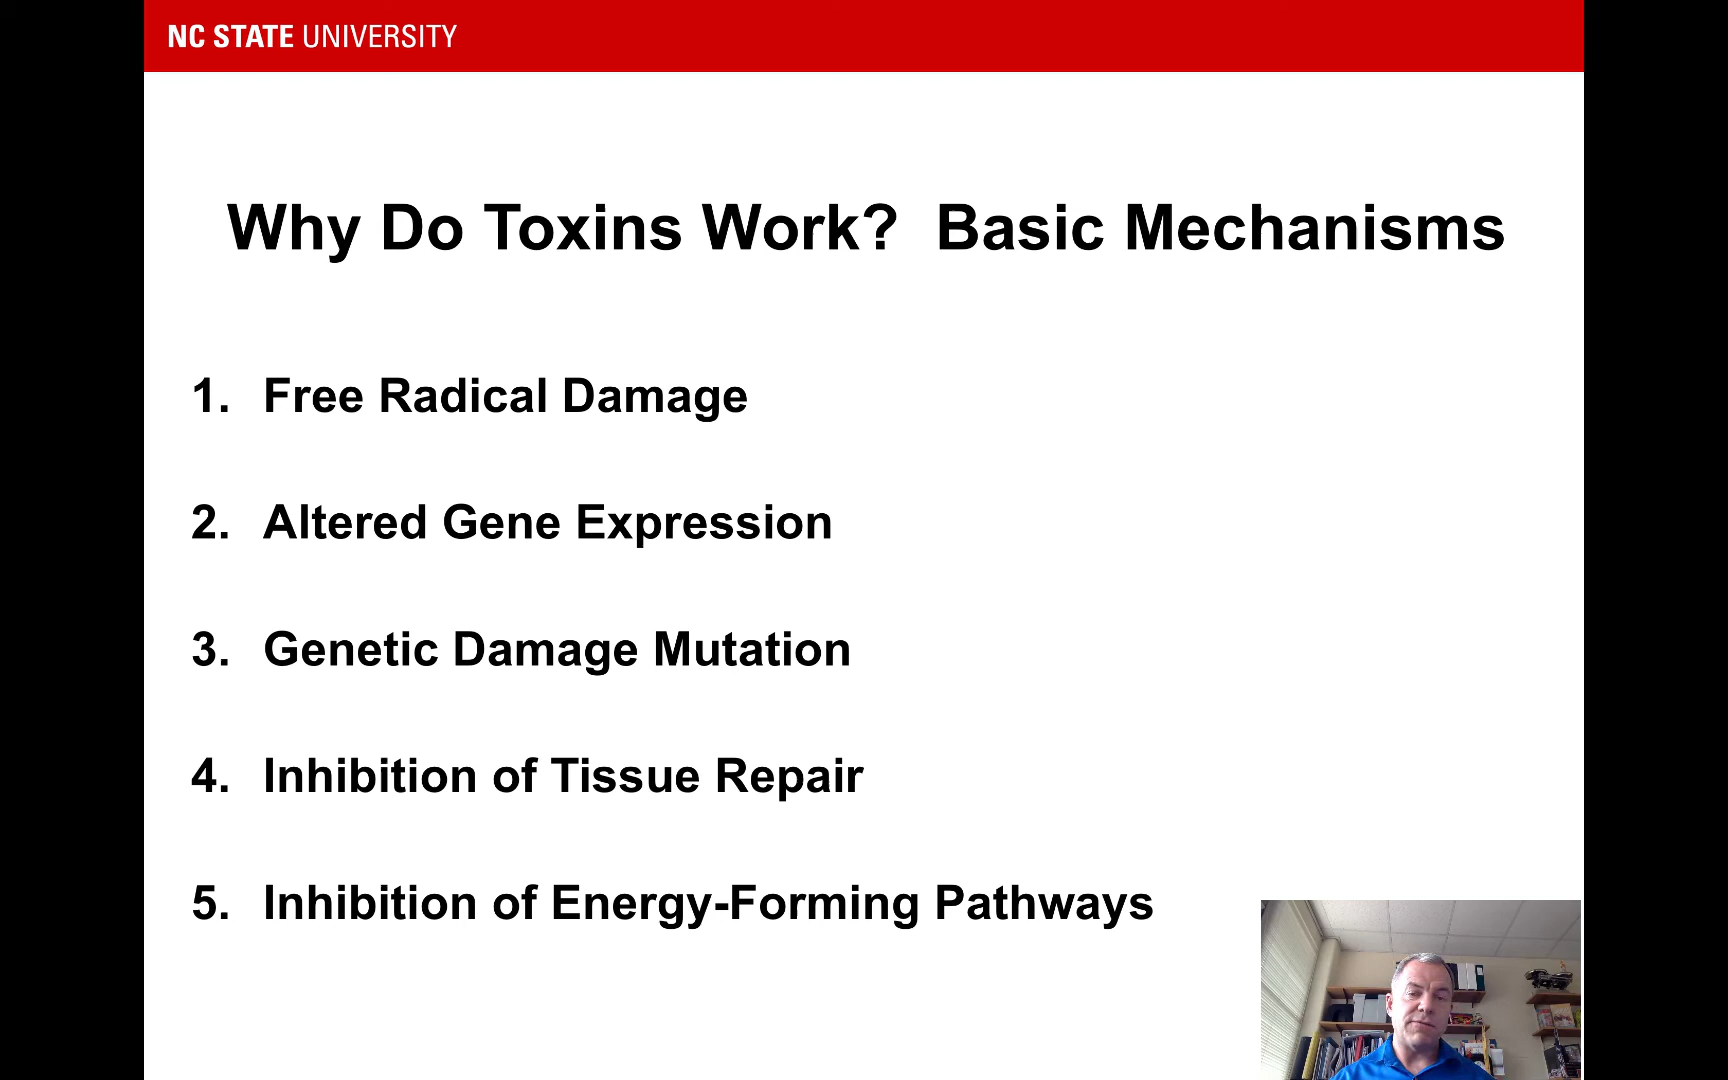 NC STATE UNIVERSITY
Why Do Toxins Work? Basic Mechanisms
1. Free Radical Damage
2. Altered Gene Expression
3. Genetic Damage Mutation
4. Inhibition of Tissue Repair
5. Inhibition of Energy-Forming Pathways